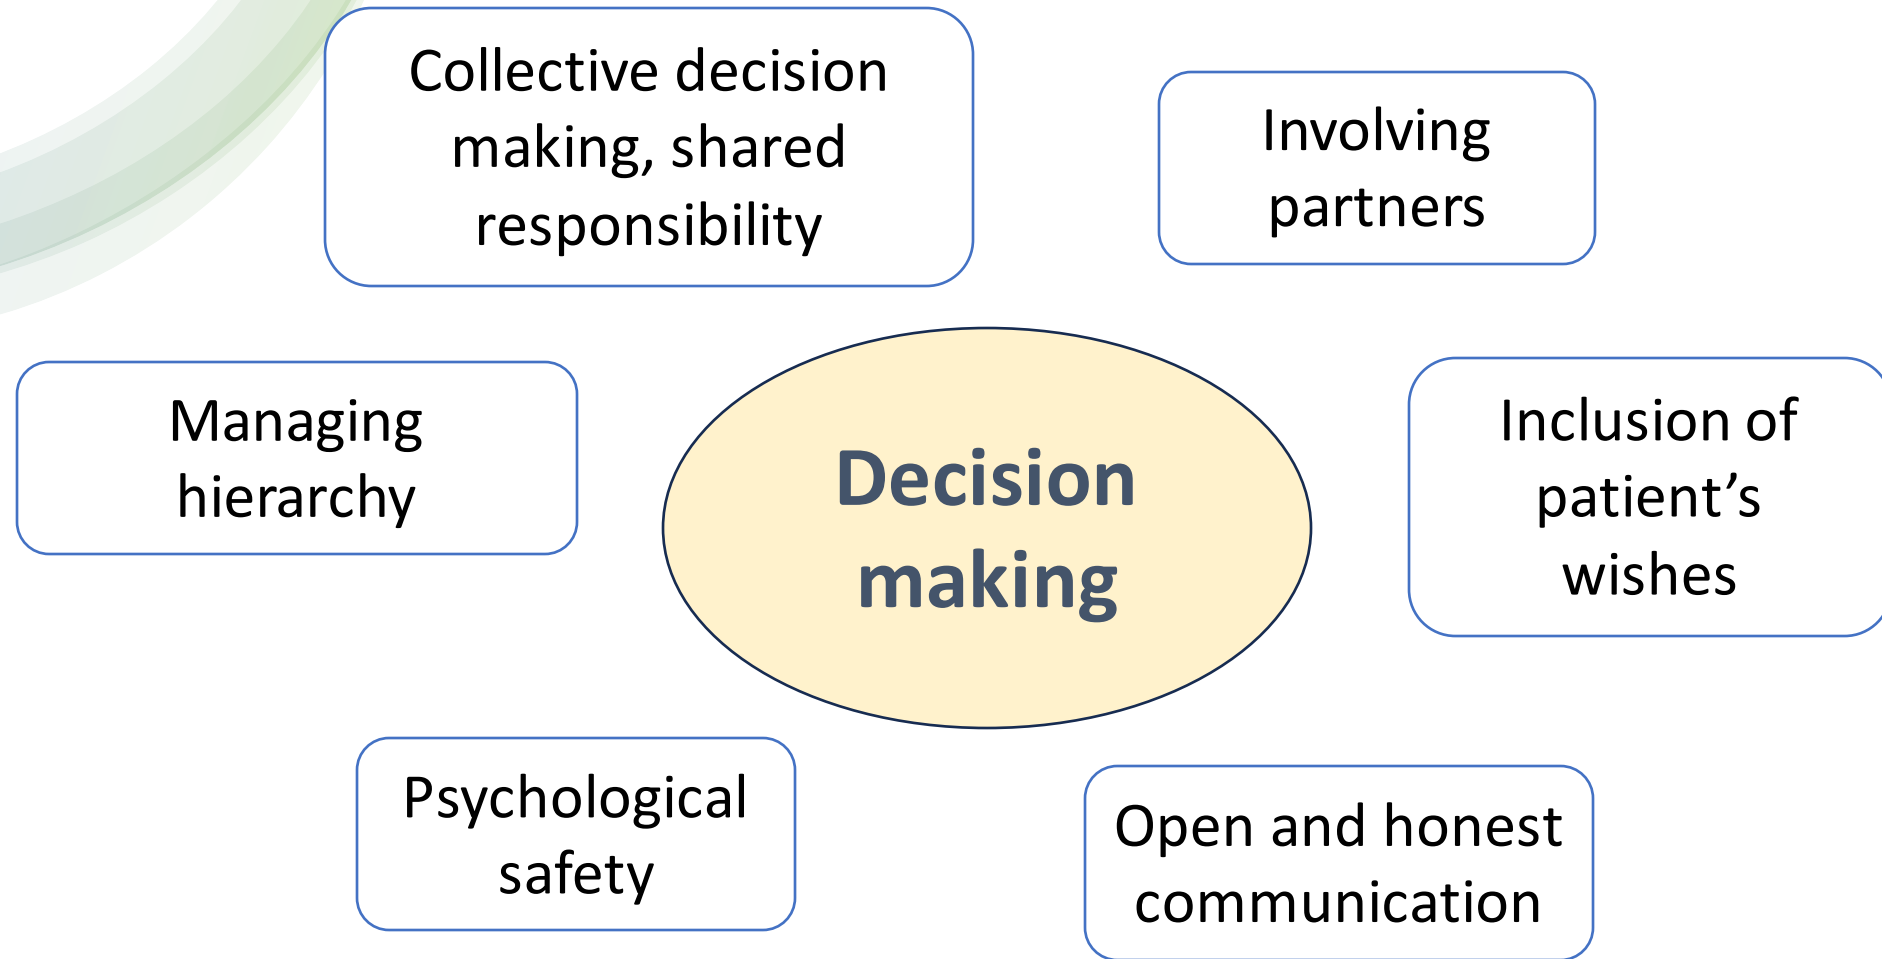 Collective decision
making, shared
responsibility
Involving
partners
Managing
hierarchy
Decision
making
Inclusion of
patient’s
wishes
Psychological
safety
Open and honest
communication